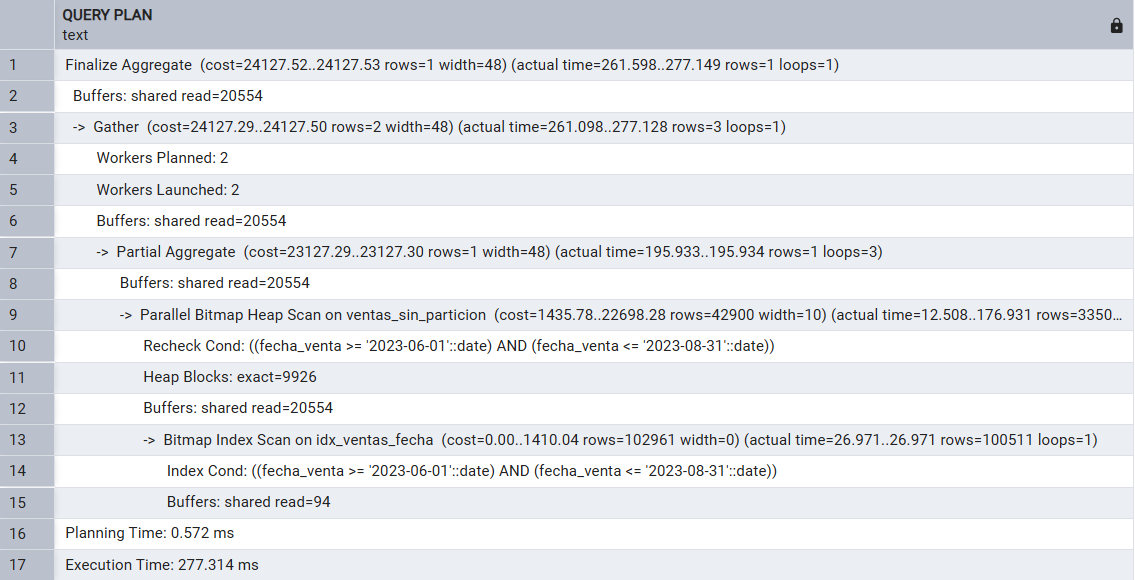 QUERY PLAN
text
1 Finalize Aggregate (cost=24127.52..24127.53 rows=1 width=48) (actual time=261.598..277.149 rows=1 loops=1)
2 Buffers: shared read=20554
3 -> Gather (cost=24127.29..24127.50 rows=2 width=48) (actual time=261.098..277.128 rows=3 loops=1)
4 Workers Planned: 2
5 Workers Launched: 2
6 Buffers: shared read=20554
7 -> Partial Aggregate (cost=23127.29..23127.30 rows=1 width=48) (actual time=195.933..195.934 rows=1 loops=3)
8 Buffers: shared read=20554
9 -> Parallel Bitmap Heap Scan on ventas_sin_particion (cost=1435.78..22698.28 rows=42900 width=10) (actual time=12.508..176.931 rows=3350…
10 Recheck Cond: ((fecha_venta >= '2023-06-01'::date) AND (fecha_venta <= '2023-08-31'::date))
11 Heap Blocks: exact=9926
12 Buffers: shared read=20554
13 -> Bitmap Index Scan on idx_ventas_fecha (cost=0.00..1410.04 rows=102961 width=0) (actual time=26.971..26.971 rows=100511 loops=1)
14 Index Cond: ((fecha_venta >= '2023-06-01'::date) AND (fecha_venta <= '2023-08-31'::date))
15 Buffers: shared read=94
16 Planning Time: 0.572 ms
17 Execution Time: 277.314 ms